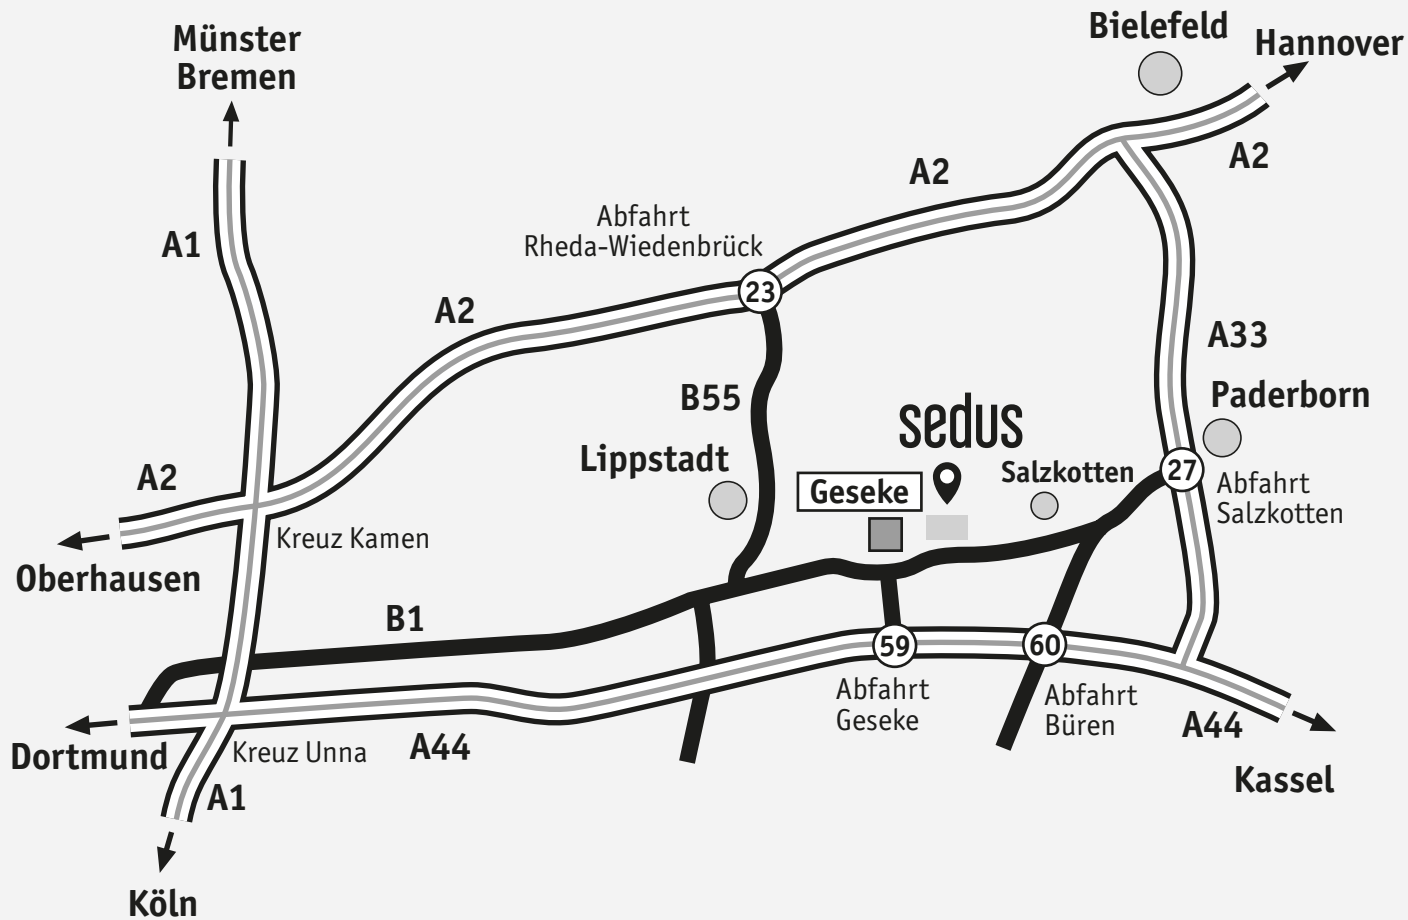 Münster
Bremen
Bielefeld
Hannover
A1
A2
A2
Abfahrt
Rheda-Wiedenbrück
A2
23
A33
B55
Paderborn
sedus
Lippstadt
Salzkotten
27
A2
Geseke
Abfahrt
Salzkotten
Kreuz Kamen
Oberhausen
B1
59
60
Abfahrt
Geseke
Abfahrt
Büren
A44
Dortmund
Kreuz Unna
A44
Kassel
A1
Köln